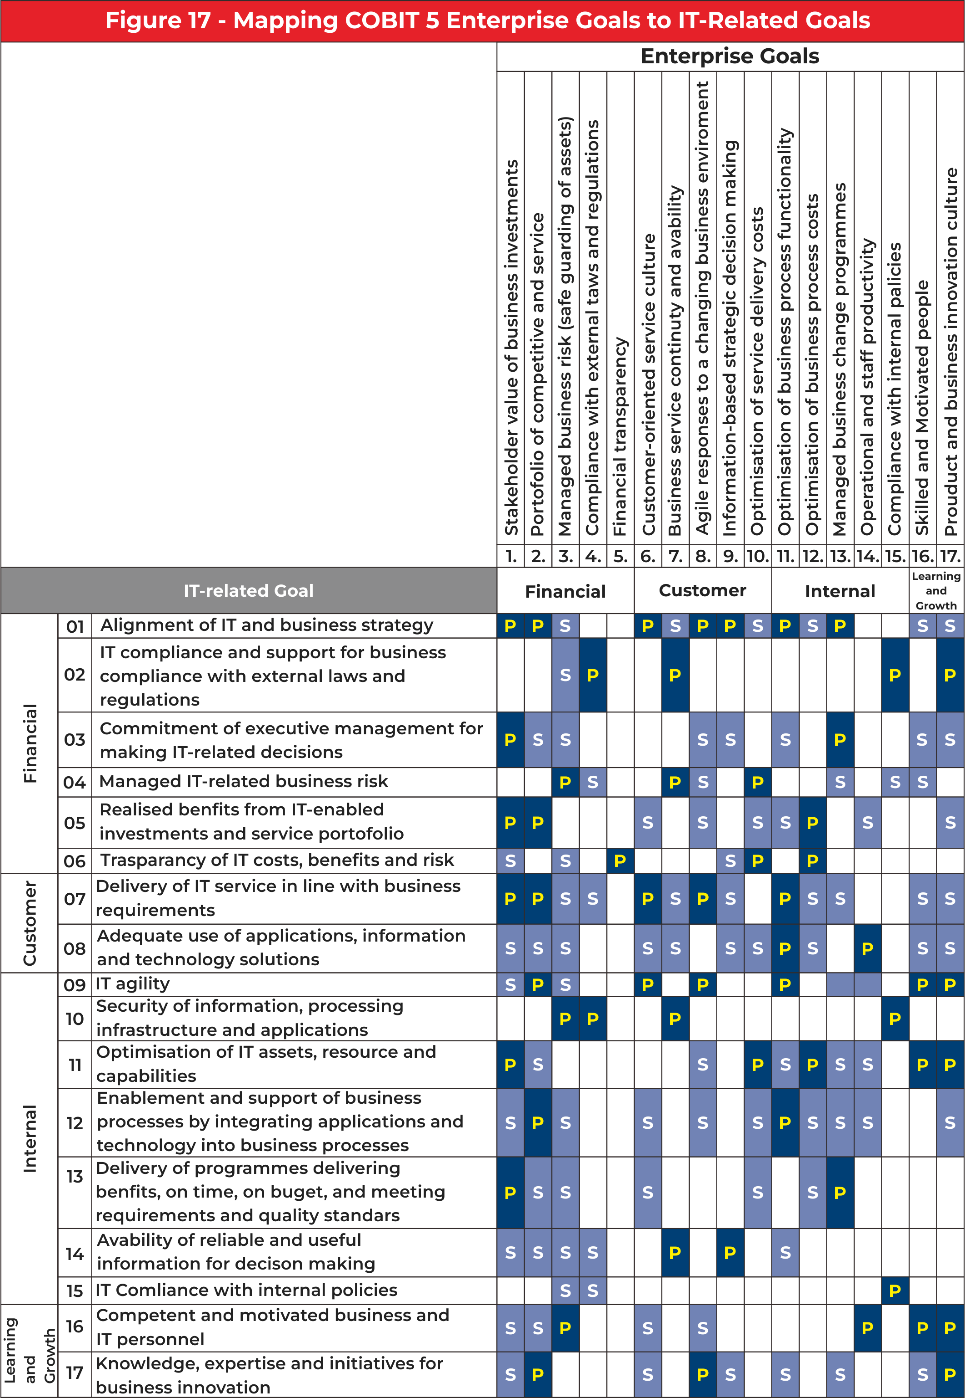 Figure 17 - Mapping COBIT 5 Enterprise Goals to IT-Related Goals
Enterprise Goals
Stakeholder value of business investments
Portofolio of competitive and service
Managed business risk (safe guarding of assets)
Compliance with external taws and regulations
Financial transparency
Customer-oriented service culture
Business service continuty and avability
Agile responses to a changing business enviroment
Information-based strategic decision making
Optimisation of service delivery costs
Optimisation of business process functionality
Optimisation of business process costs
Managed business change programmes
Operational and staff productivity
Compliance with internal palicies
Skilled and Motivated people
Prouduct and business innovation culture
1. 2. 3. 4. 5. 6. 7. 8. 9. 10. 11. 12. 13. 14. 15. 16. 17.
IT-related Goal Financial Customer Internal Learning
and
Growth
Financial
01 Alignment of IT and business strategy P P S P S P P S P S P S S
IT compliance and support for business
02 compliance with external laws and S P P P P
regulations
Commitment of executive management for
03 P S S S S S P S S
making IT-related decisions
04 Managed IT-related business risk P S P S P S S S
Realised benfits from IT-enabled
05 P P S S S S P S S
investments and service portofolio
06 Trasparancy of IT costs, benefits and risk S S P S P P
Customer
Delivery of IT service in line with business
07 P P S S P S P S P S S S S
requirements
Adequate use of applications, information
08 S S S S S S S P S P S S
and technology solutions
Internal
09 IT agility S P S P P P P P
Security of information, processing
10 P P P P
infrastructure and applications
Optimisation of IT assets, resource and
11 P S S P S P S S P P
capabilities
Enablement and support of business
12 processes by integrating applications and S P S S S S P S S S S
technology into business processes
Delivery of programmes delivering
13 benfits, on time, on buget, and meeting P S S S S S P
requirements and quality standars
Avability of reliable and useful
14 S S S S P P S
information for decison making
15 IT Comliance with internal policies S S P
Learning
and
Growth
Competent and motivated business and
16 S S P S S P P P
IT personnel
Knowledge, expertise and initiatives for
17 S P S P S S S S P
business innovation